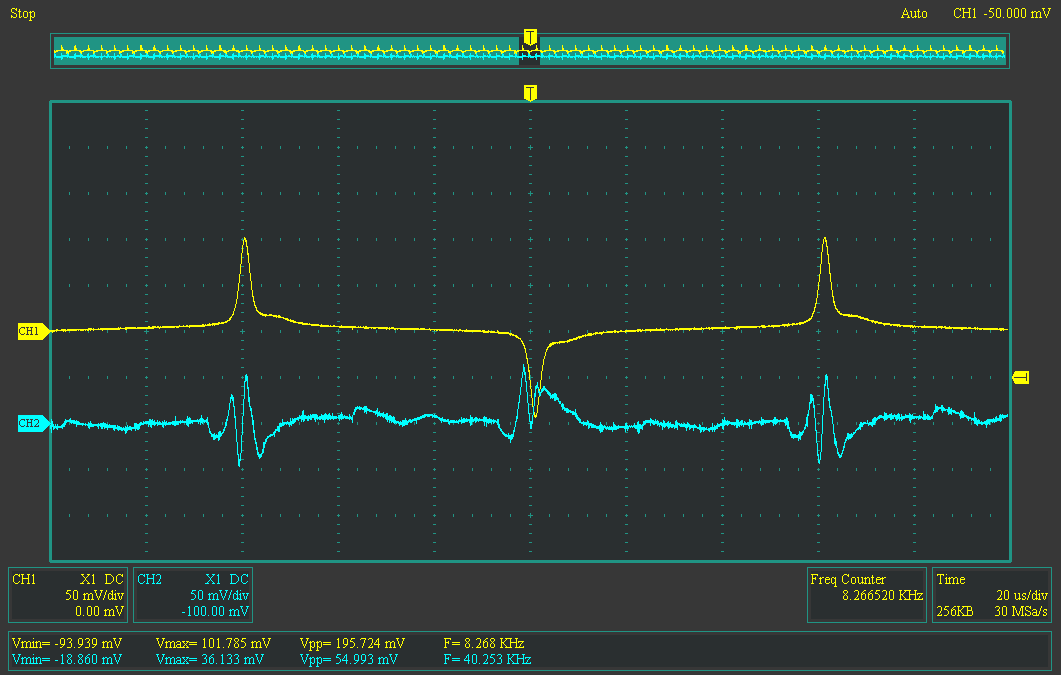 Stop Auto CH1 -50.000 mV
T
T
CH1
CH2
CH1 X1 DC
50 mV/div
0.00 mV
CH2 X1 DC
50 mV/div
-100.00 mV
Freq Counter
8.266520 KHz
Time
20 us/div
256KB 30 MSa/s
Vmin= -93.939 mV Vmax= 101.785 mV Vpp= 195.724 mV F= 8.268 KHz
Vmin= -18.860 mV Vmax= 36.133 mV Vpp= 54.993 mV F= 40.253 KHz